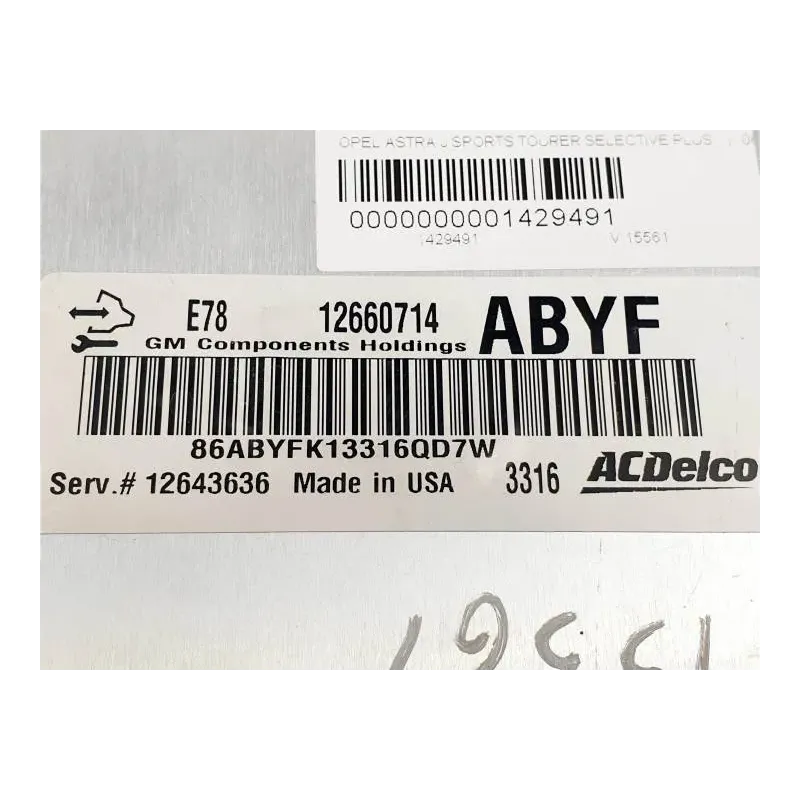 OPEL ASTRA J SPORTS TOURER SELECTIVE PLUS
0000000001429491
1429491 V 15561
E78 12660714 ABYF
GM Components Holdings
86ABYFK13316QD7W
Serv.# 12643636 Made in USA 3316 ACDelco
15561